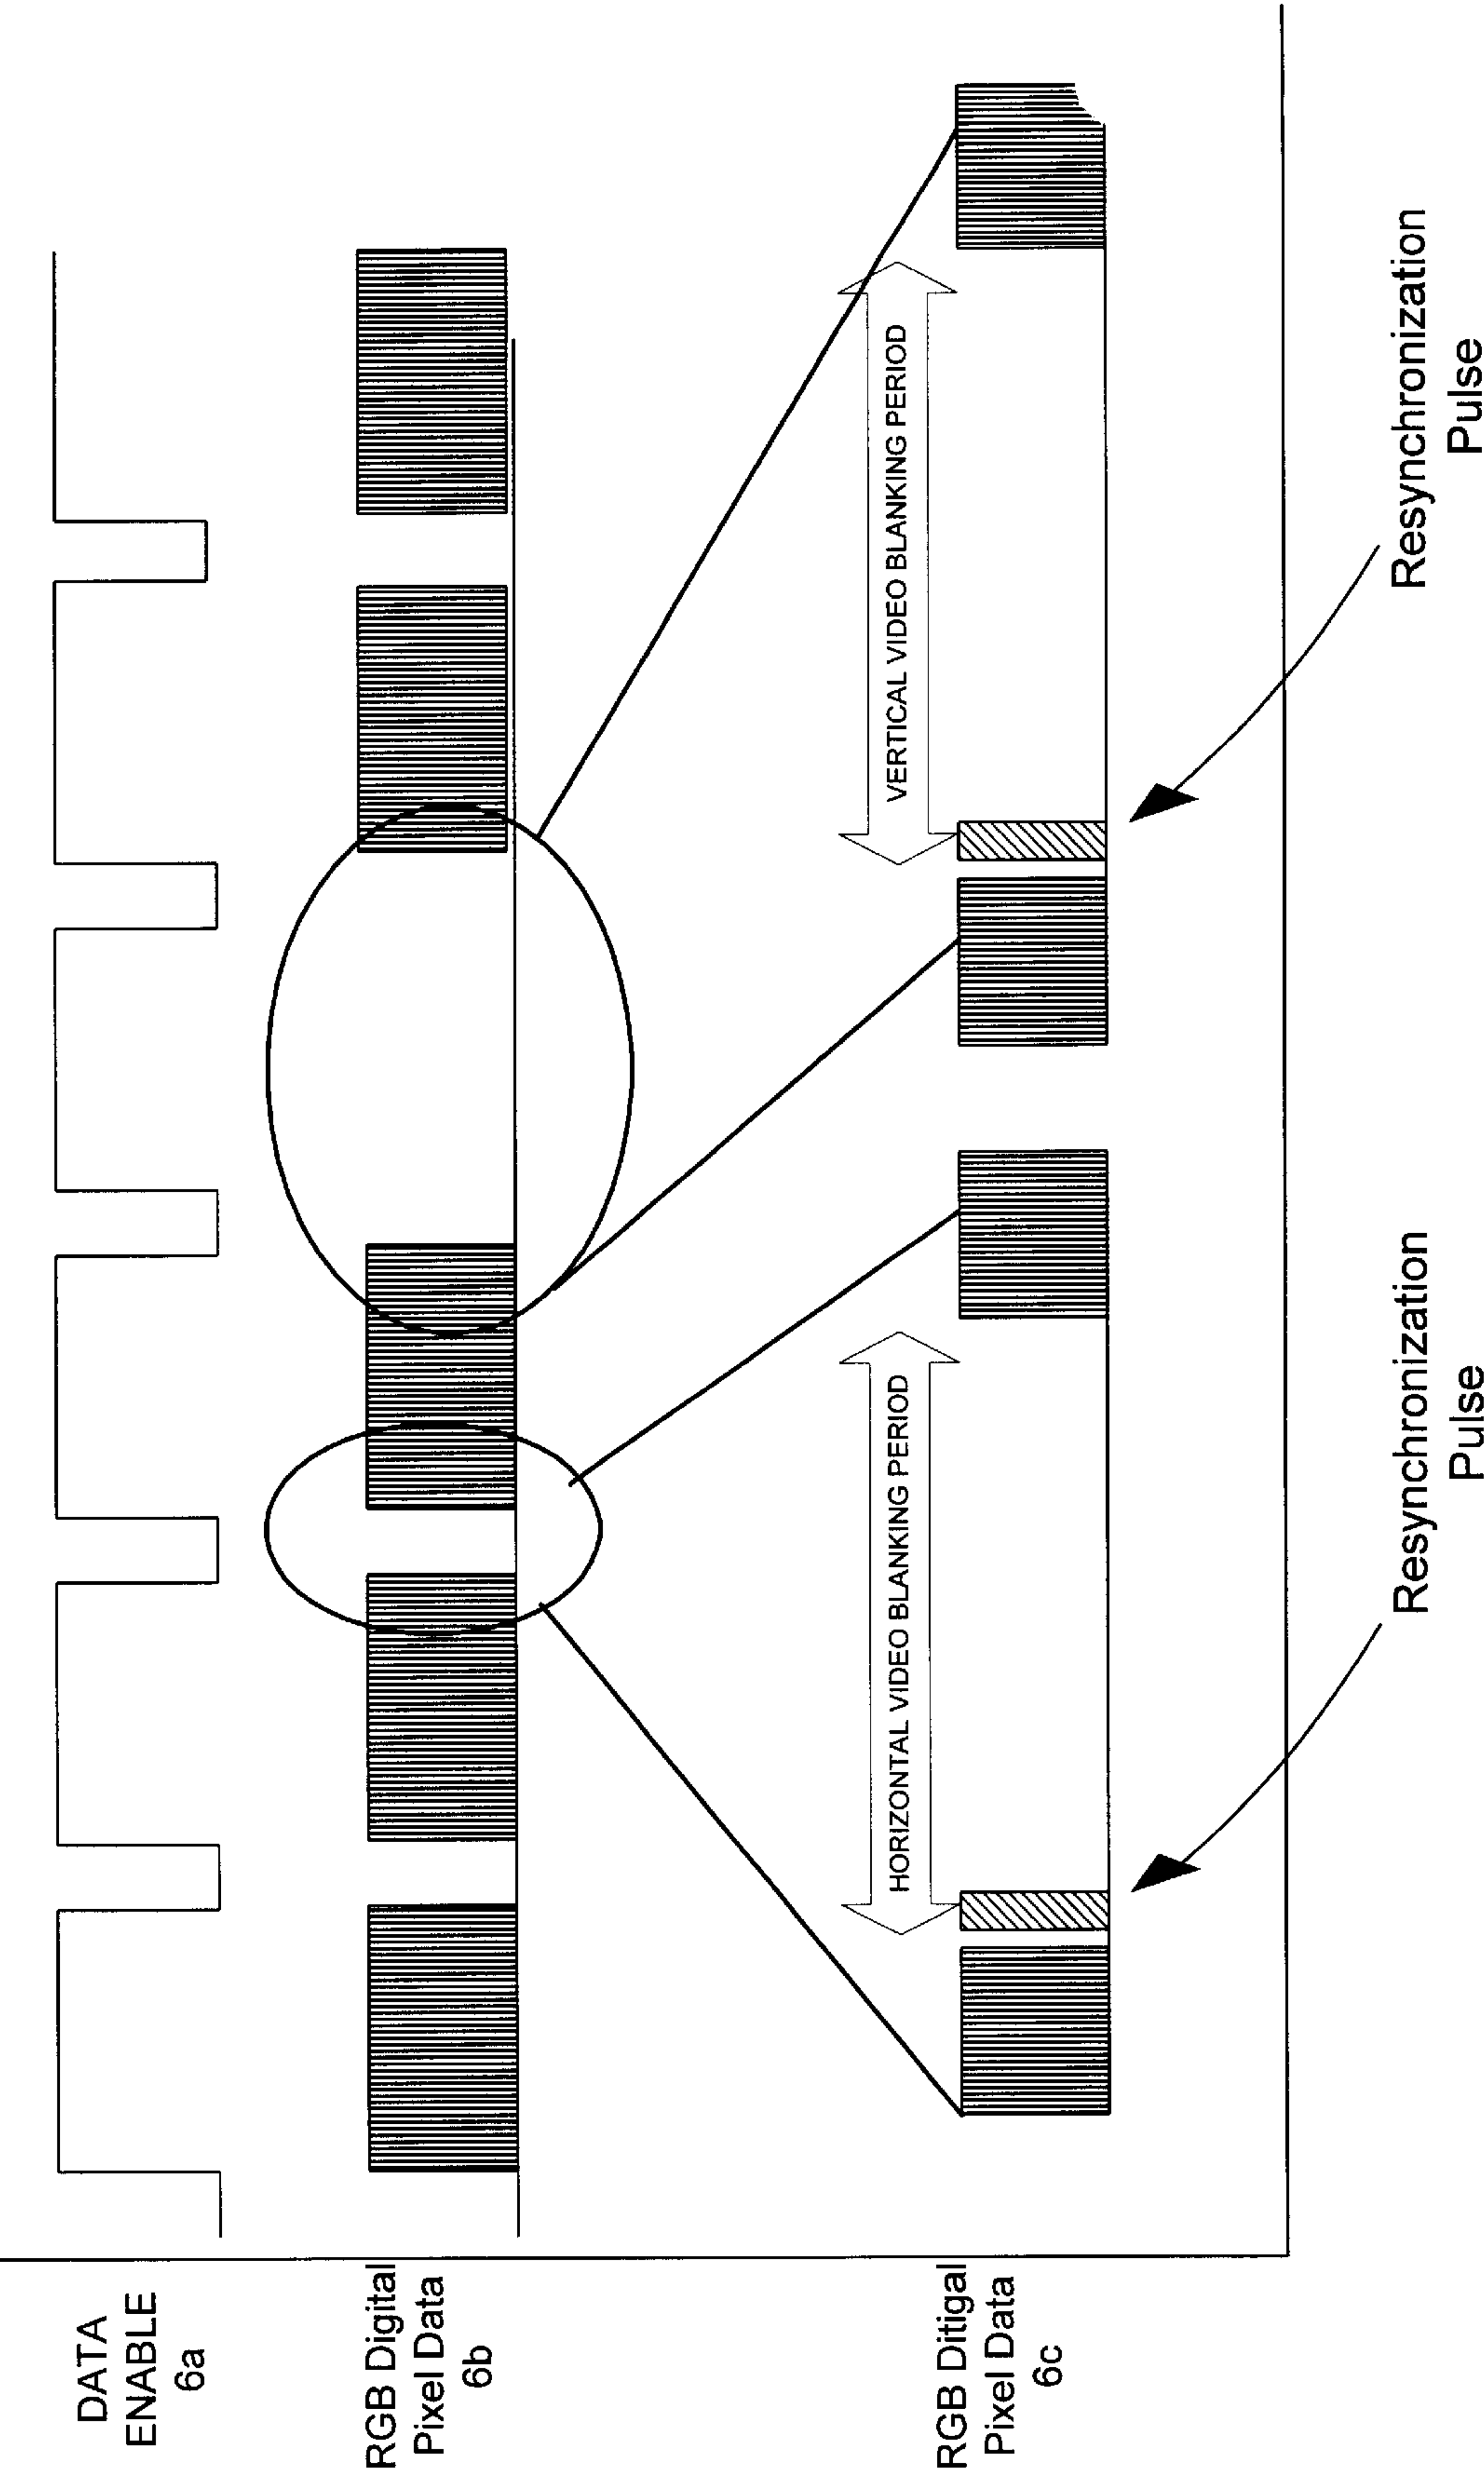 DATA
ENABLE
6a
RGB Digital
Pixel Data
6b
VERTICAL VIDEO BLANKING PERIOD
HORIZONTAL VIDEO BLANKING PERIOD
RGB Ditigal
Pixel Data
6c
Resynchronization
Pulse
Resynchronization
Pulse